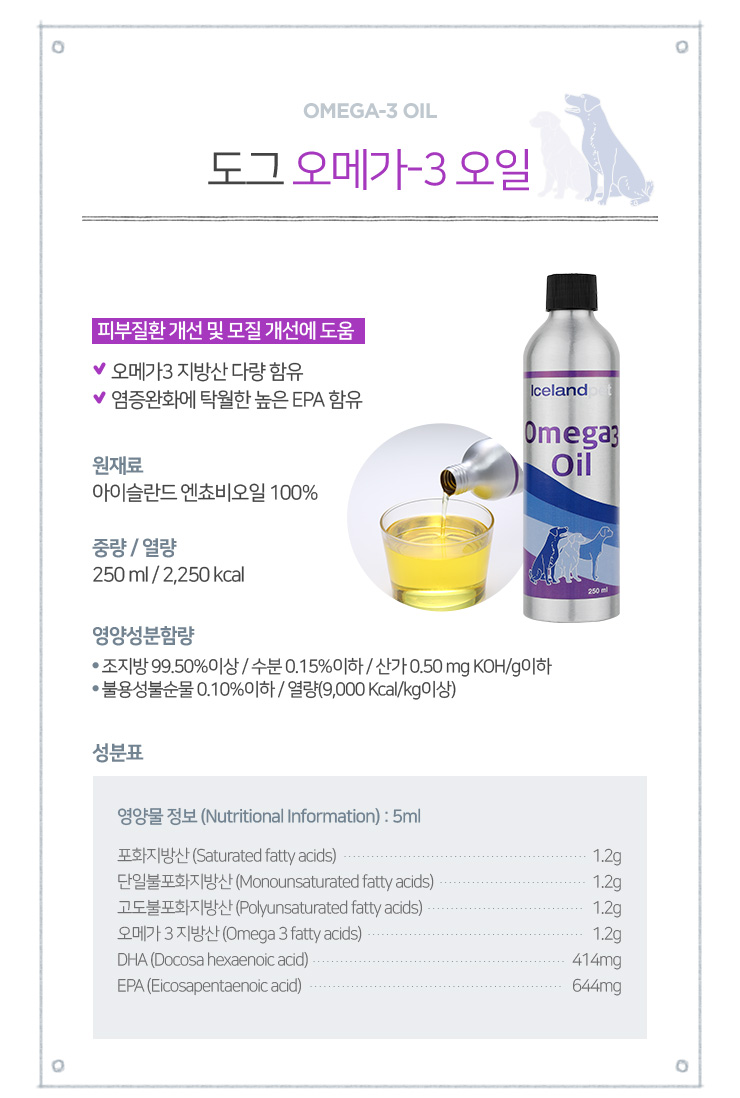 OMEGA-3 OIL
도그 오메가-3 오일
피부질환 개선 및 모질 개선에 도움
오메가3 지방산 다량 함유
염증완화에 탁월한 높은 EPA 함유
Icelandpet
Omega3
Oil
250 ml
원재료
아이슬란드 엔쵸비오일 100%
중량 / 열량
250 ml / 2,250 kcal
영양성분함량
• 조지방 99.50%이상 / 수분 0.15%이하 / 산가 0.50 mg KOH/g이하
• 불용성불순물 0.10%이하 / 열량(9,000 Kcal/kg이상)
성분표
영양물 정보 (Nutritional Information) : 5ml
포화지방산 (Saturated fatty acids) 1.2g
단일불포화지방산 (Monounsaturated fatty acids) 1.2g
고도불포화지방산 (Polyunsaturated fatty acids) 1.2g
오메가 3 지방산 (Omega 3 fatty acids) 1.2g
DHA (Docosa hexaenoic acid) 414mg
EPA (Eicosapentaenoic acid) 644mg